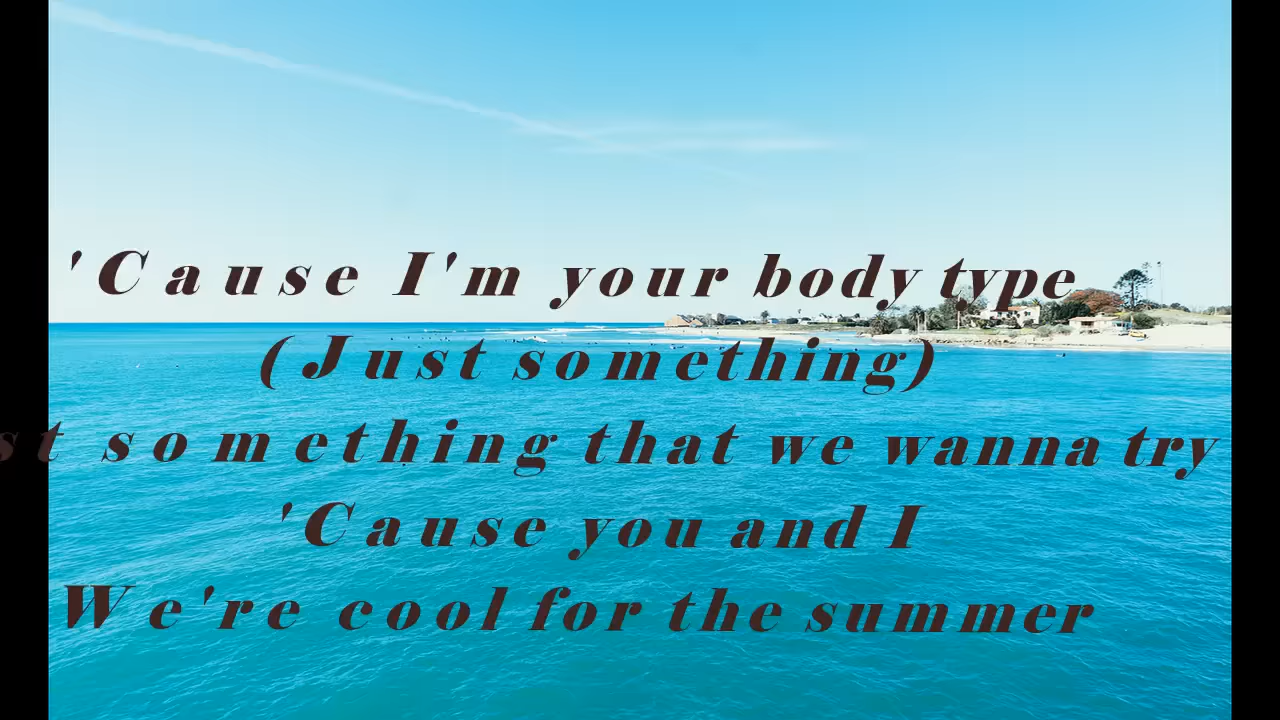 'Cause I'm your body type
(Just something)
st something that we wanna try
'Cause you and I
We're cool for the summer